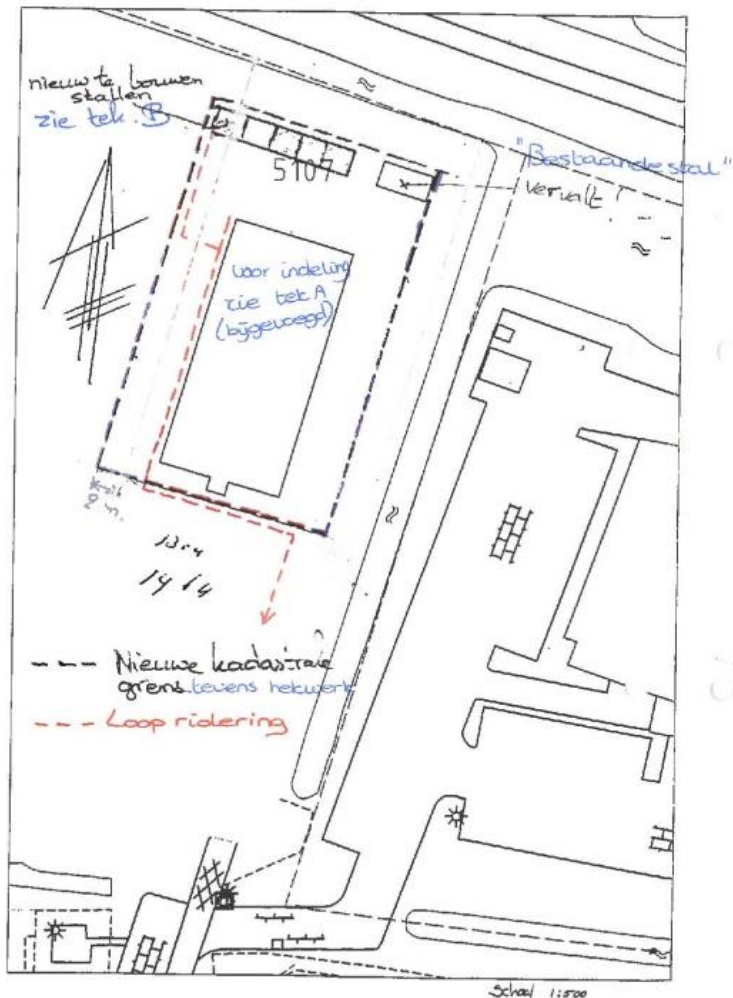 nieuw te bouwen
stallen
zie tek. B
5107
"Bestaande stal"
vervalt!
voor indeling
zie tek A
(bijgevoegd)
2 m.
--- Nieuwe kadastrale
grens tevens hekwerk
--- Loop riolering
Schaal 1:500